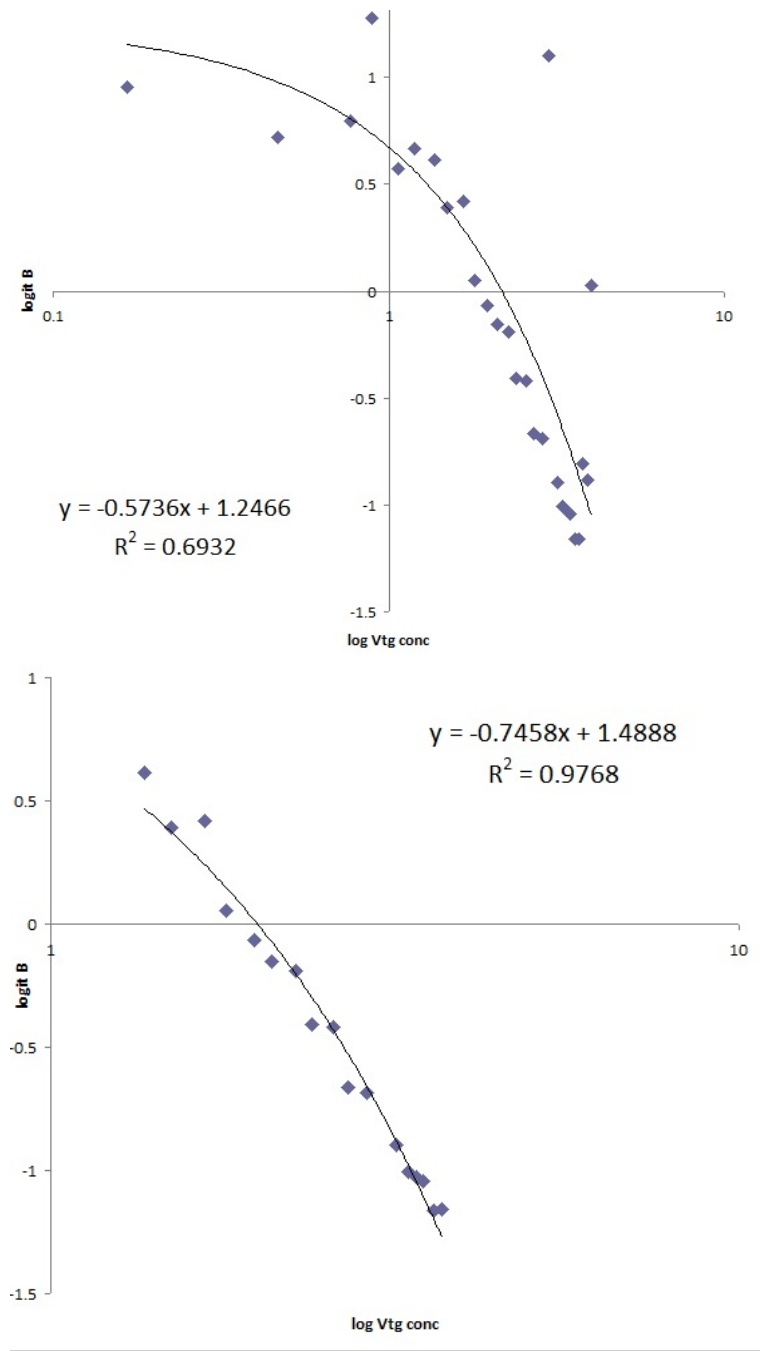 1
0.5
logit B
0
0.1
1
10
-0.5
y = -0.5736x + 1.2466
R² = 0.6932
-1
-1.5
log Vtg conc
1
y = -0.7458x + 1.4888
R² = 0.9768
0.5
0
1
10
logit B
-0.5
-1
-1.5
log Vtg conc